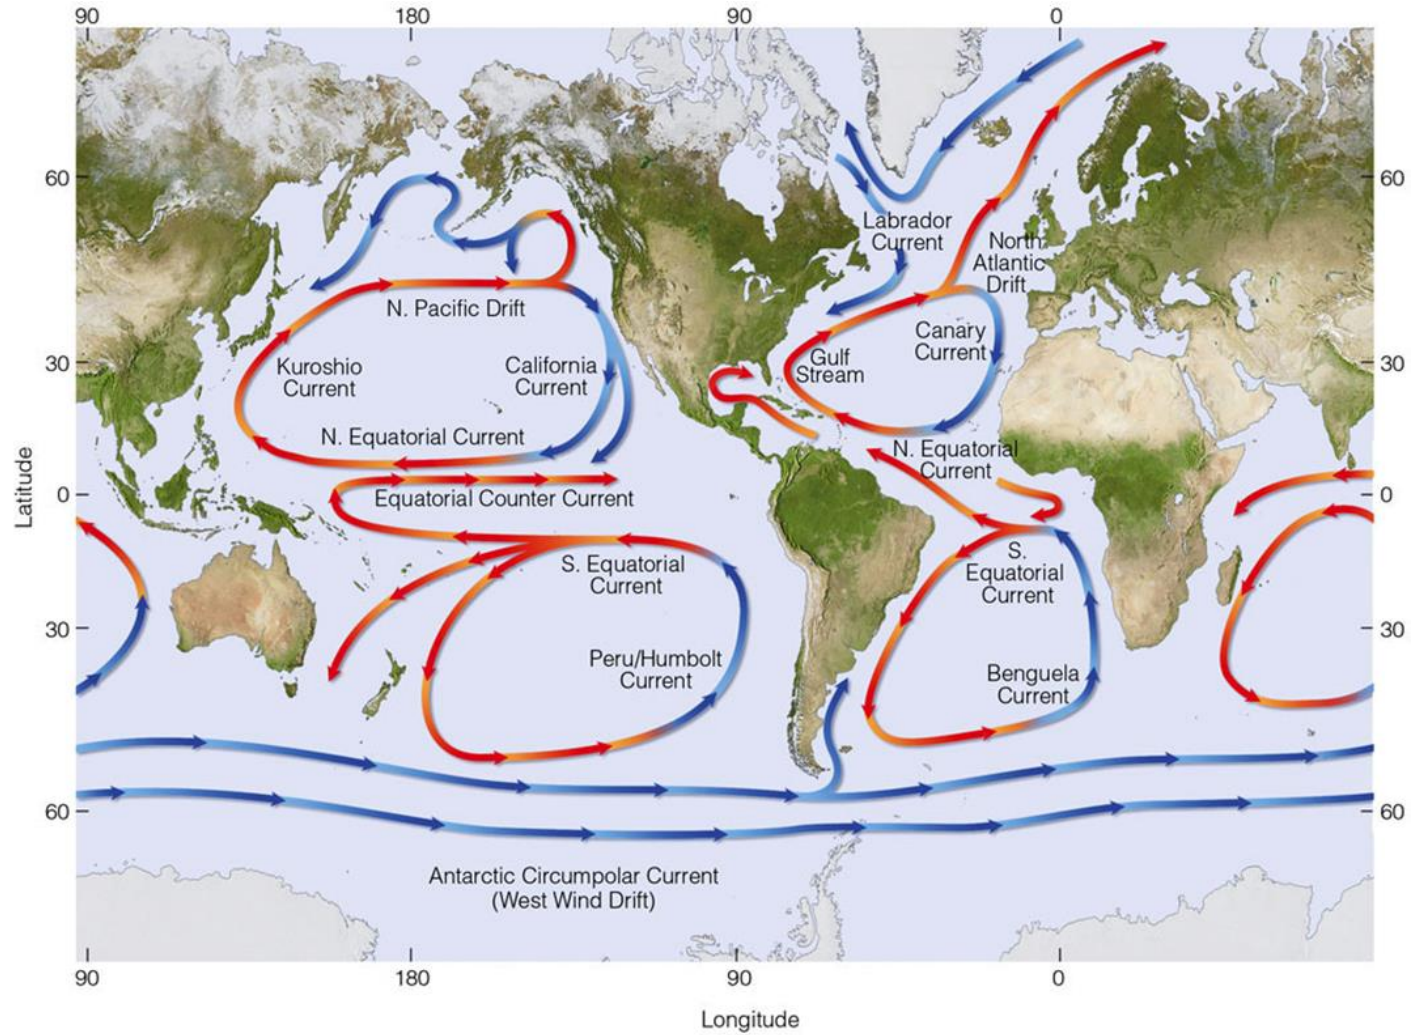 90
180
90
0
60
60
Labrador
Current
North
Atlantic
Drift
N. Pacific Drift
Canary
Current
Gulf
Stream
Kuroshio
Current
California
Current
30
30
N. Equatorial Current
N. Equatorial
Current
Latitude
0
0
Equatorial Counter Current
S. Equatorial
Current
S.
Equatorial
Current
30
30
Peru/Humbolt
Current
Benguela
Current
60
60
Antarctic Circumpolar Current
(West Wind Drift)
90
180
90
0
Longitude